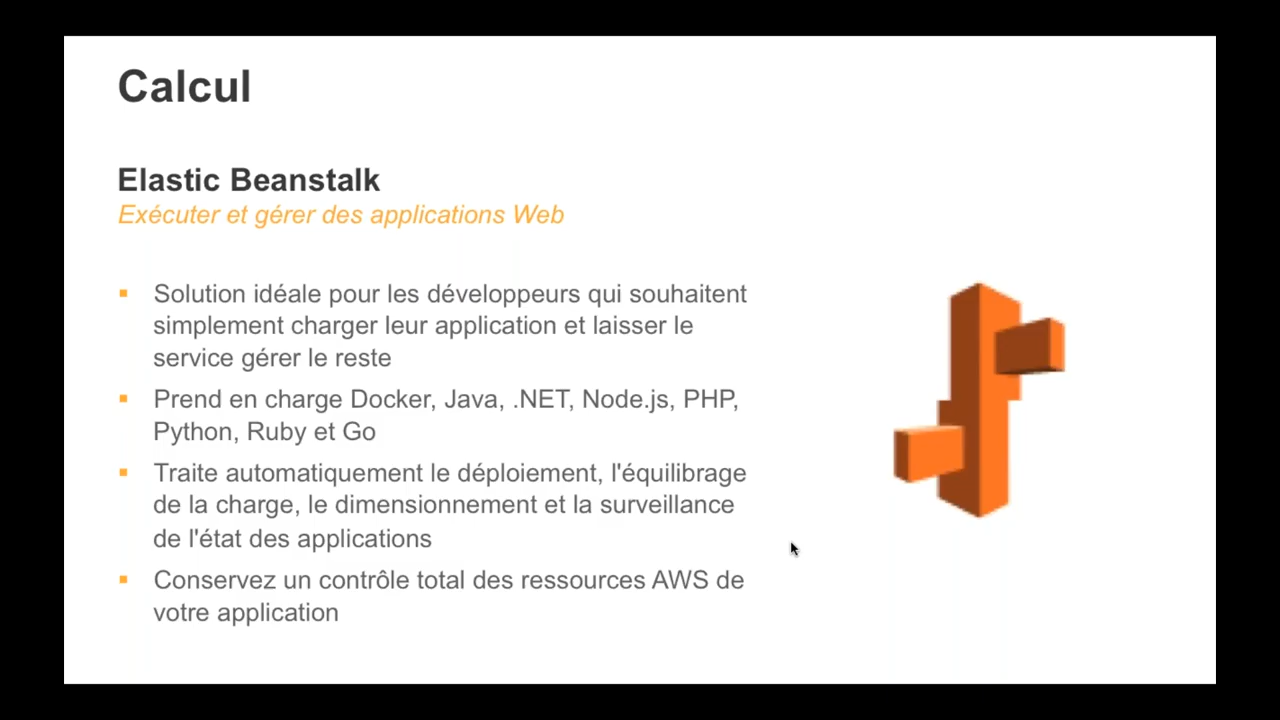 Calcul
Elastic Beanstalk
Exécuter et gérer des applications Web
▪ Solution idéale pour les développeurs qui souhaitent
simplement charger leur application et laisser le
service gérer le reste
▪ Prend en charge Docker, Java, .NET, Node.js, PHP,
Python, Ruby et Go
▪ Traite automatiquement le déploiement, l'équilibrage
de la charge, le dimensionnement et la surveillance
de l'état des applications
▪ Conservez un contrôle total des ressources AWS de
votre application